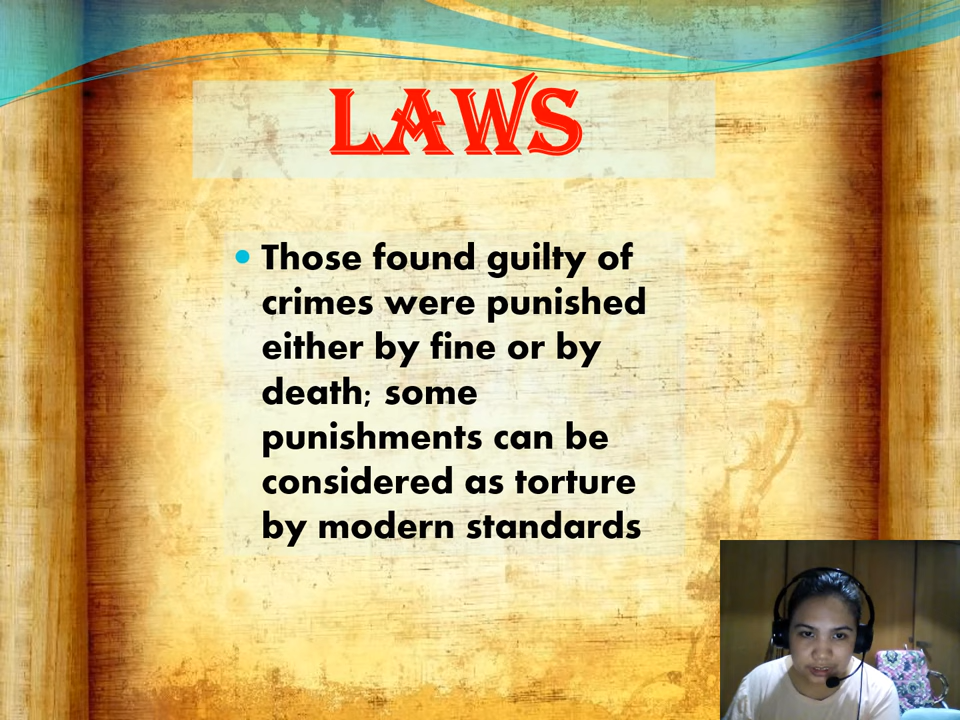 LAWS
Those found guilty of
crimes were punished
either by fine or by
death; some
punishments can be
considered as torture
by modern standards